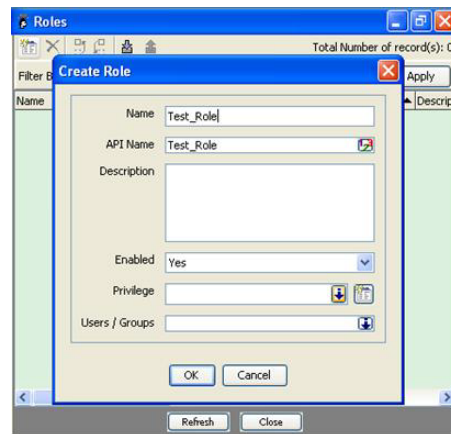 Roles
Total Number of record(s): 0
Filter B
Apply
Name
Descrip
Create Role
Name
Test_Role
API Name
Test_Role
Description
Enabled
Yes
Privilege
Users / Groups
OK
Cancel
Refresh
Close